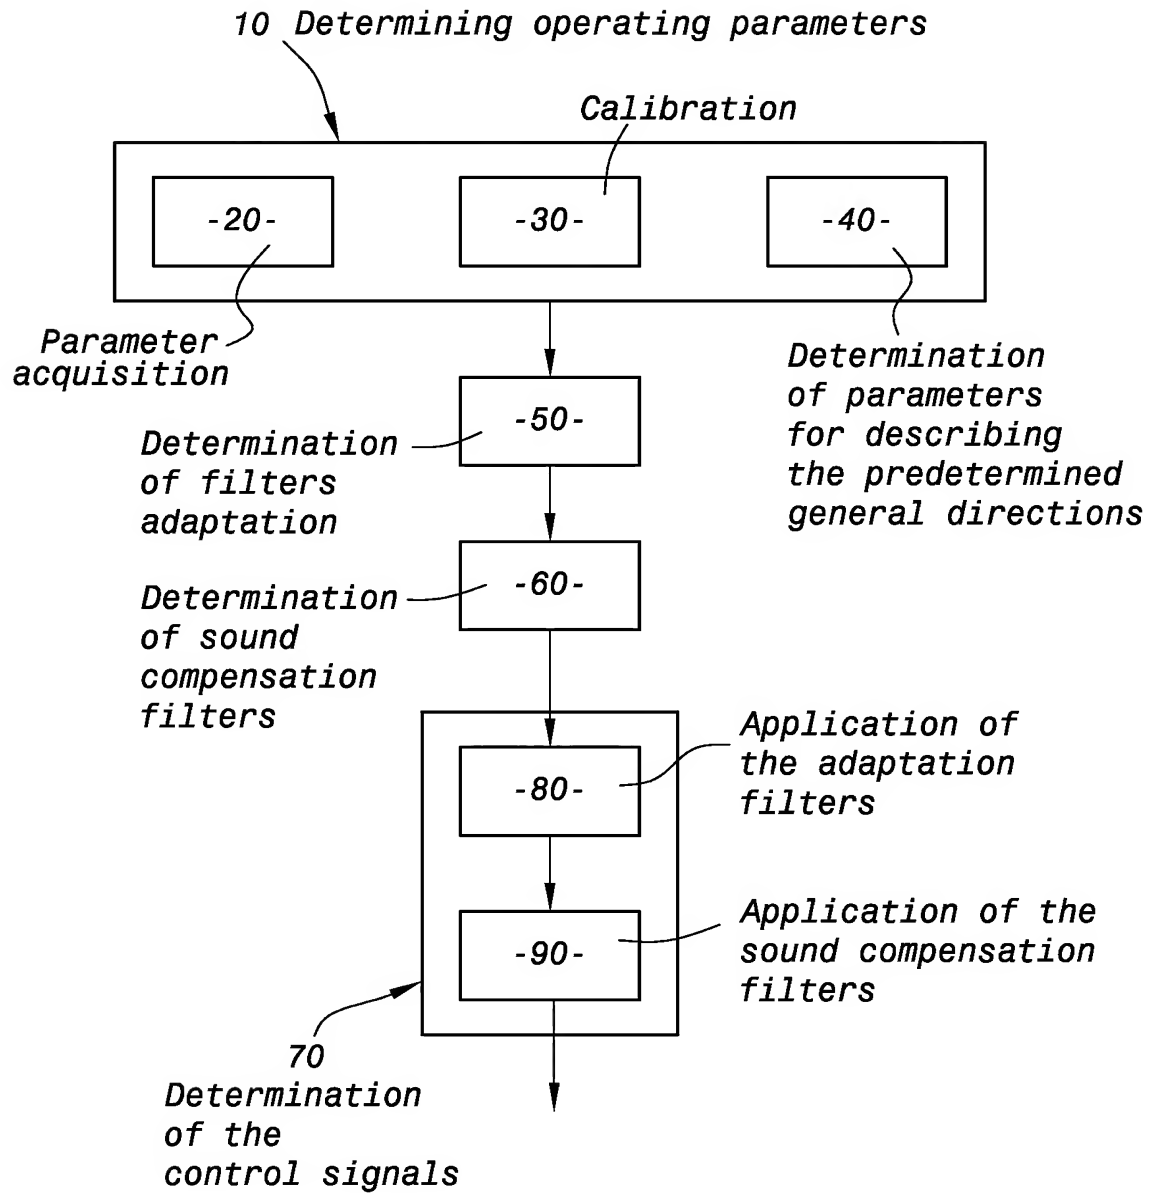 10 Determining operating parameters
Calibration
-20-
-30-
-40-
Parameter
acquisition
Determination
of parameters
for describing
the predetermined
general directions
-50-
Determination
of filters
adaptation
-60-
Determination
of sound
compensation
filters
Application of
the adaptation
filters
-80-
Application of the
sound compensation
filters
-90-
70
Determination
of the
control signals